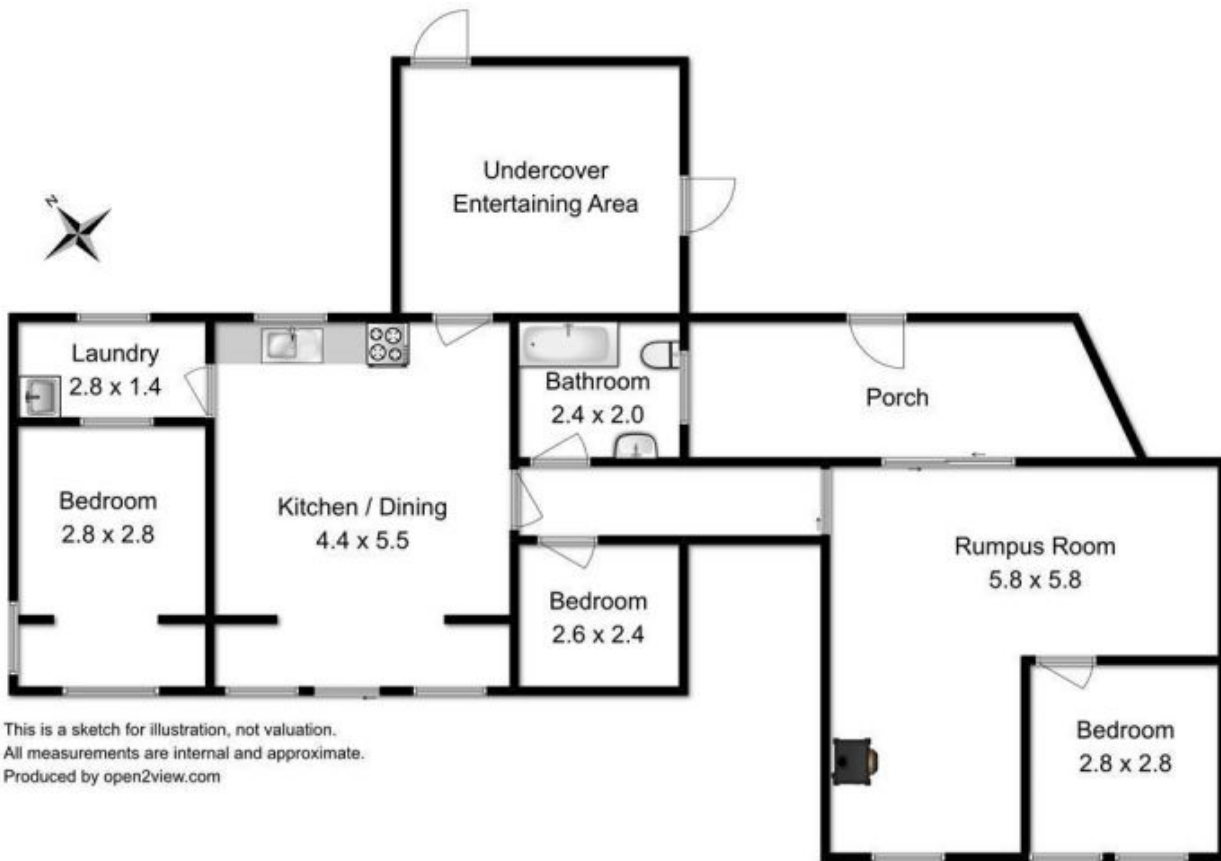 Undercover
Entertaining Area
N
Laundry
2.8 x 1.4
Bathroom
2.4 x 2.0
Porch
Bedroom
2.8 x 2.8
Kitchen / Dining
4.4 x 5.5
Rumpus Room
5.8 x 5.8
Bedroom
2.6 x 2.4
Bedroom
2.8 x 2.8
This is a sketch for illustration, not valuation.
All measurements are internal and approximate.
Produced by open2view.com